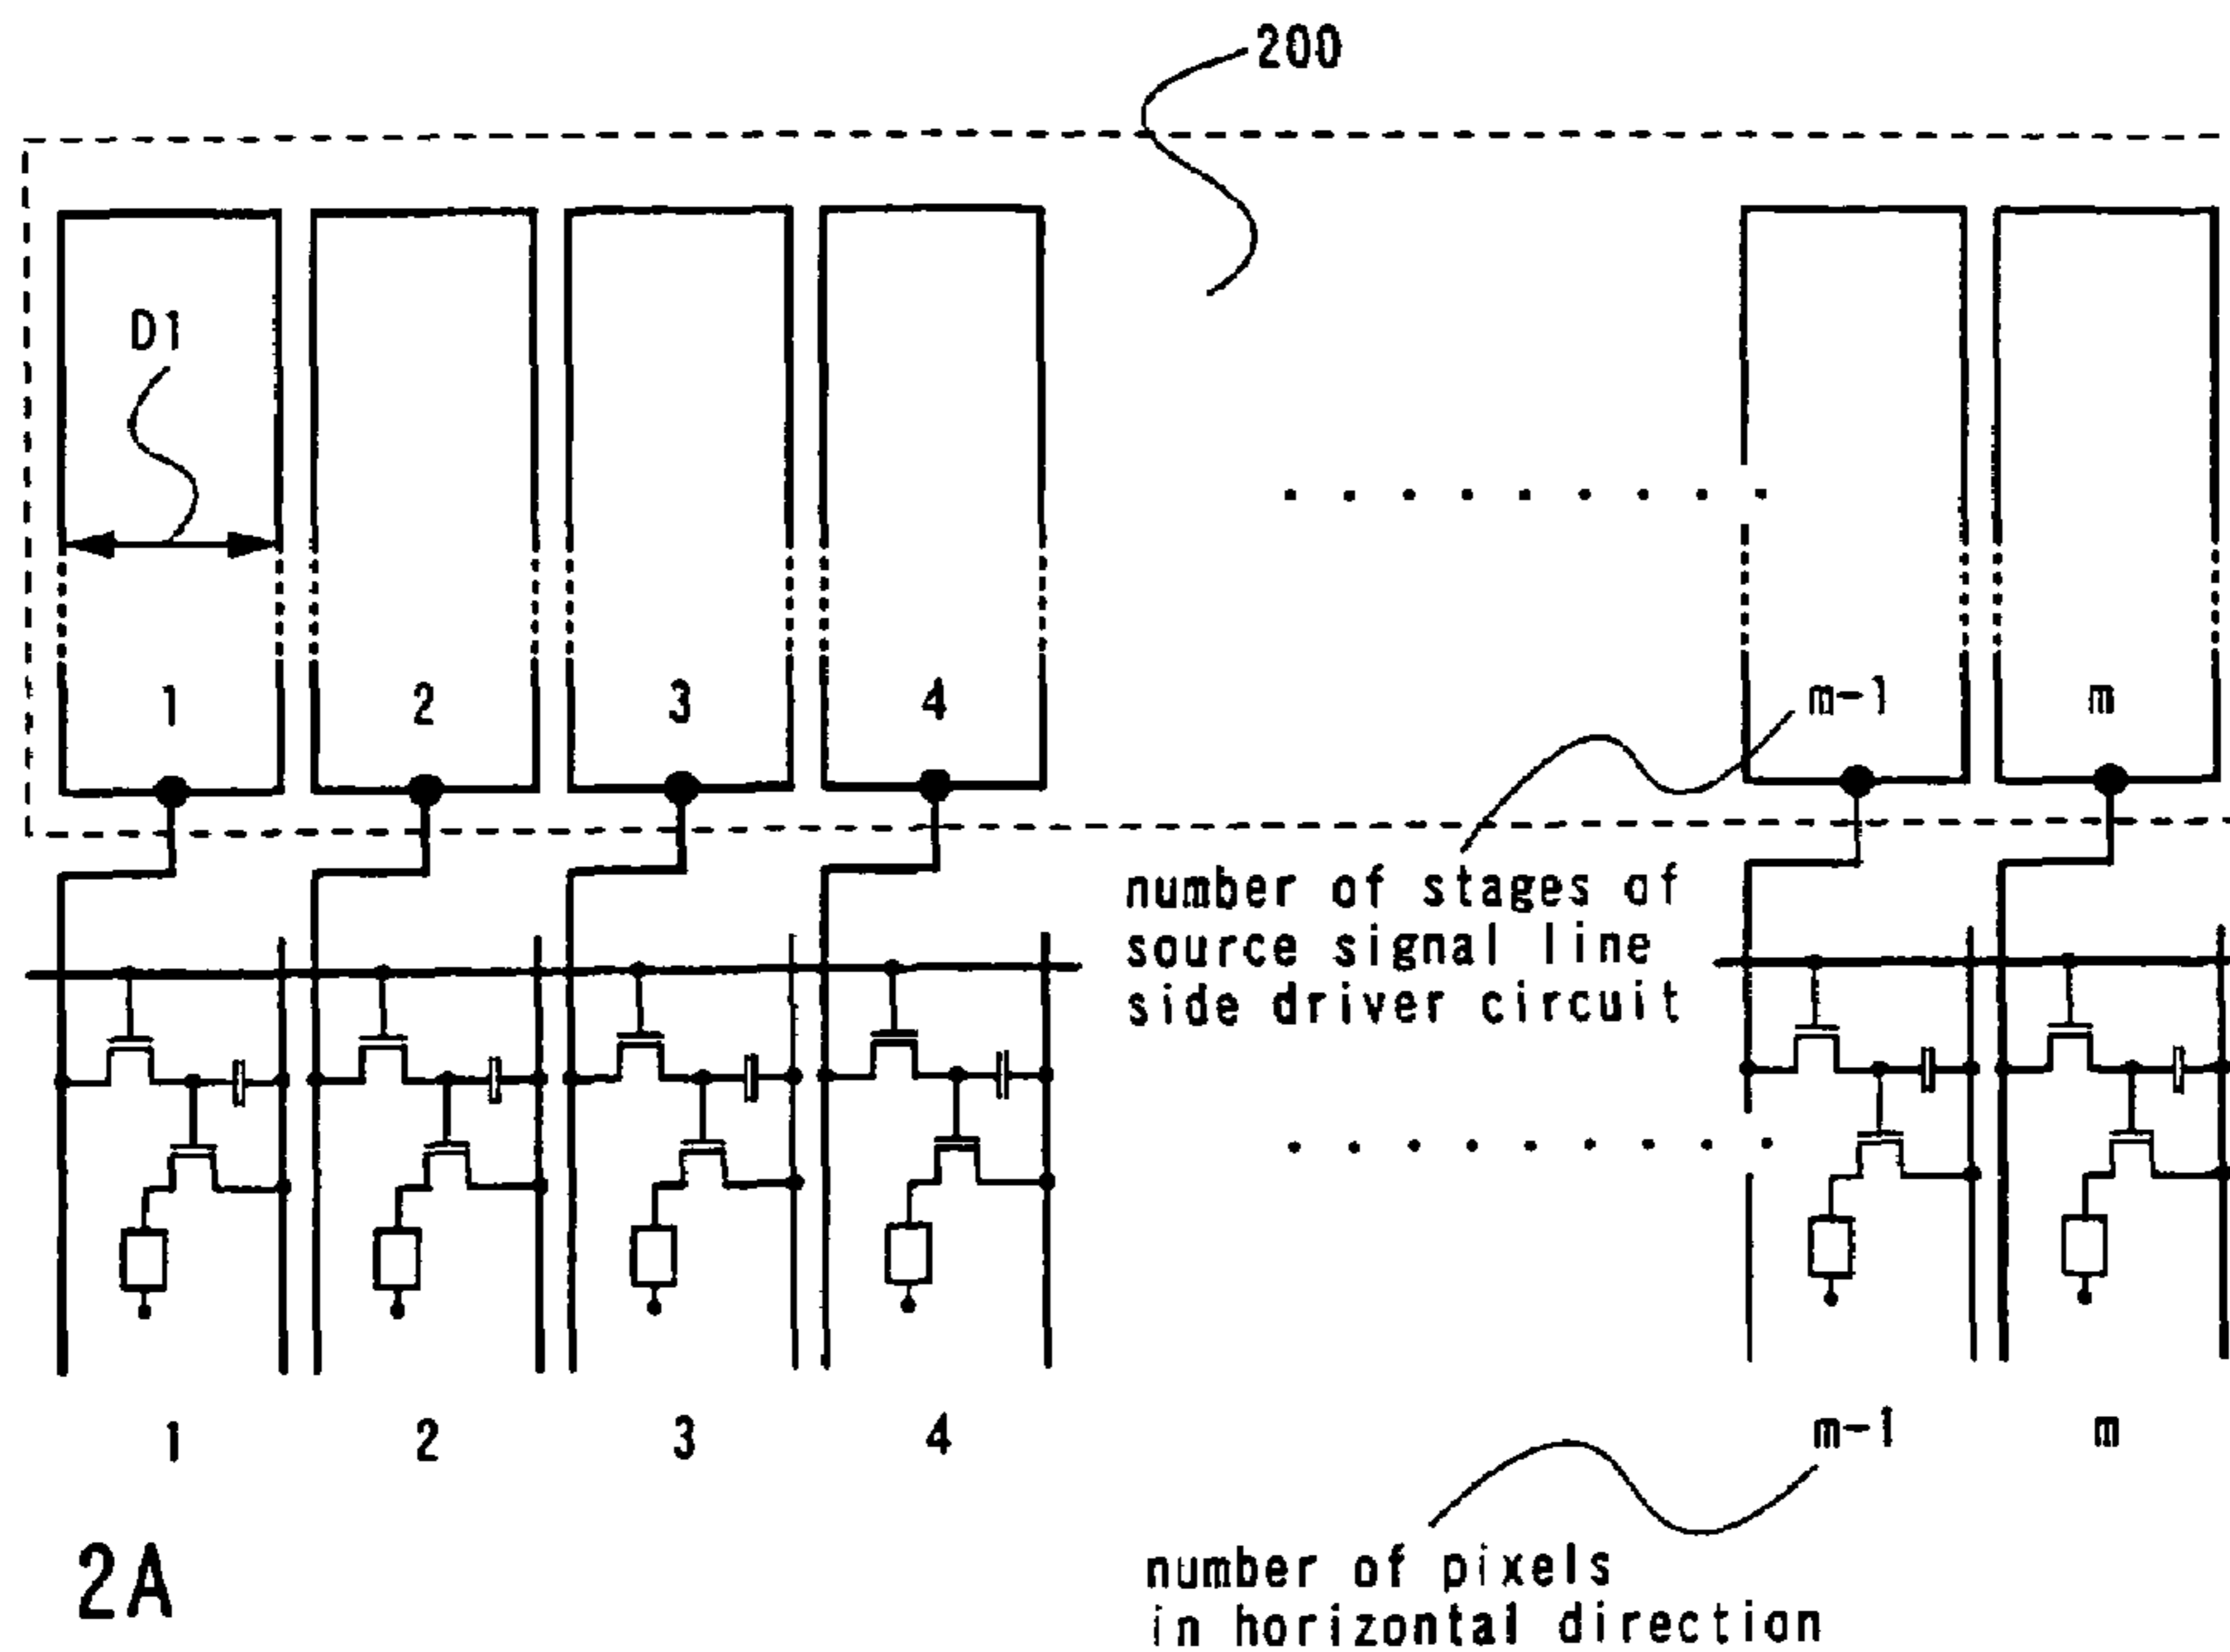 200
D1
1 2 3 4 m-1 m
number of stages of
source signal line
side driver circuit
1 2 3 4 m-1 m
2A
number of pixels
in horizontal direction